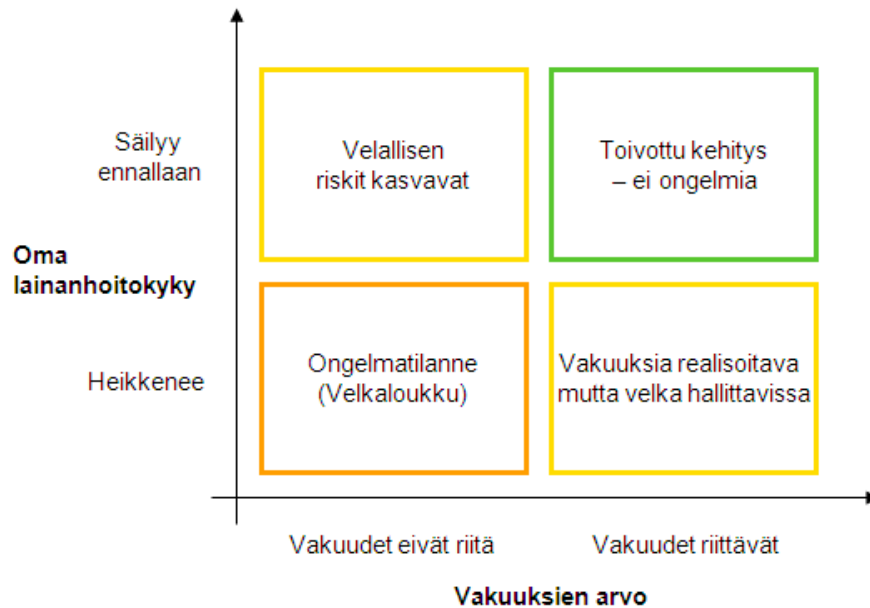 Säilyy
ennallaan
Velallisen
riskit kasvavat
Toivottu kehitys
– ei ongelmia
Oma
lainanhoitokyky
Heikkenee
Ongelmatilanne
(Velkaloukku)
Vakuuksia realisoitava
mutta velka hallittavissa
Vakuudet eivät riitä
Vakuudet riittävät
Vakuuksien arvo